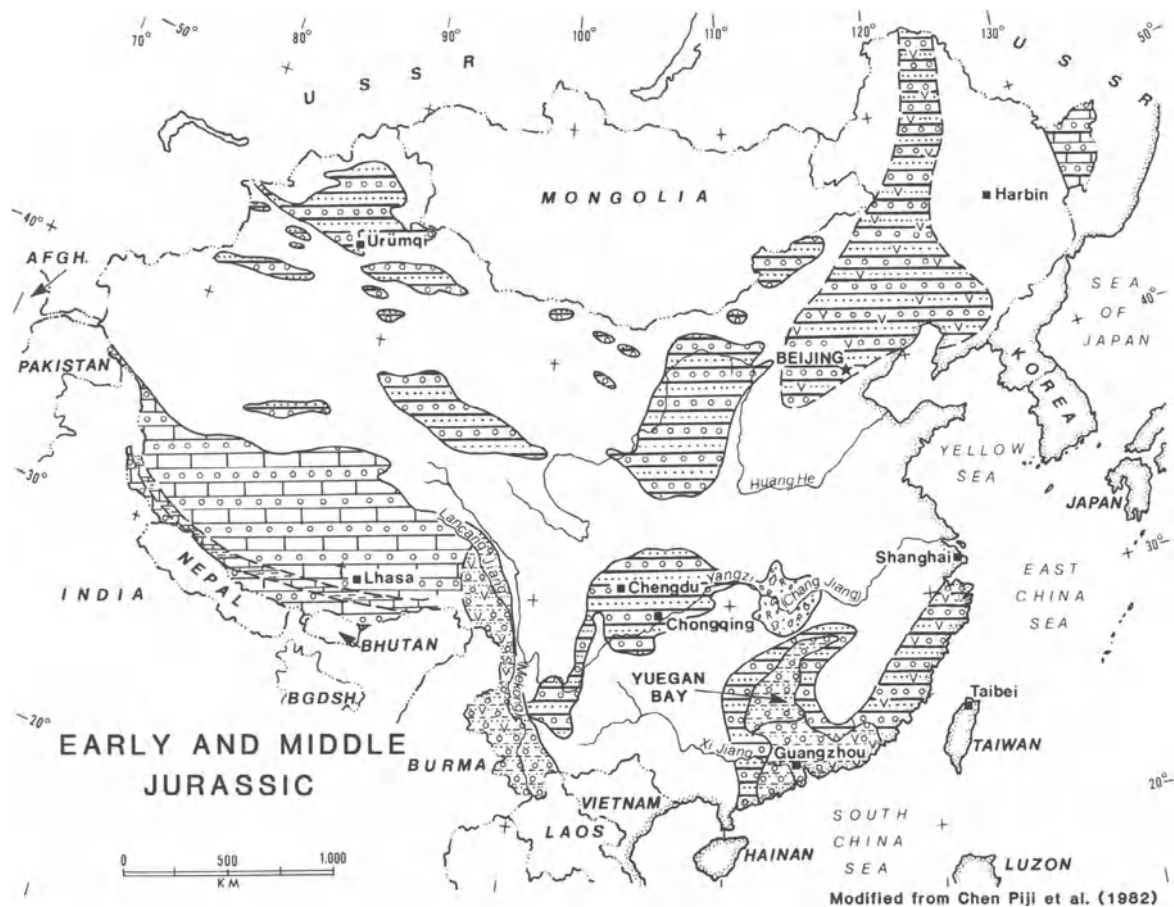 70°
50°
80°
90°
100°
110°
120°
130°
50°
U S S R
U S S R
MONGOLIA
Harbin
40°
Ürümqi
AFGH.
SEA
OF
JAPAN
40°
PAKISTAN
BEIJING
KOREA
30°
YELLOW
SEA
Huang He
JAPAN
Lancang Jiang
30°
Shanghai
NEPAL
Lhasa
Chengdu
Yangzi
(Chang Jiang)
EAST
CHINA
SEA
INDIA
Chongqing
BHUTAN
BGDSH
(Mekong)
YUEGAN
BAY
Taibei
20°
EARLY AND MIDDLE
JURASSIC
Xi Jiang
Guangzhou
TAIWAN
BURMA
20°
VIETNAM
LAOS
SOUTH
CHINA
SEA
HAINAN
LUZON
0 500 1,000
KM
Modified from Chen Piji et al. (1982)